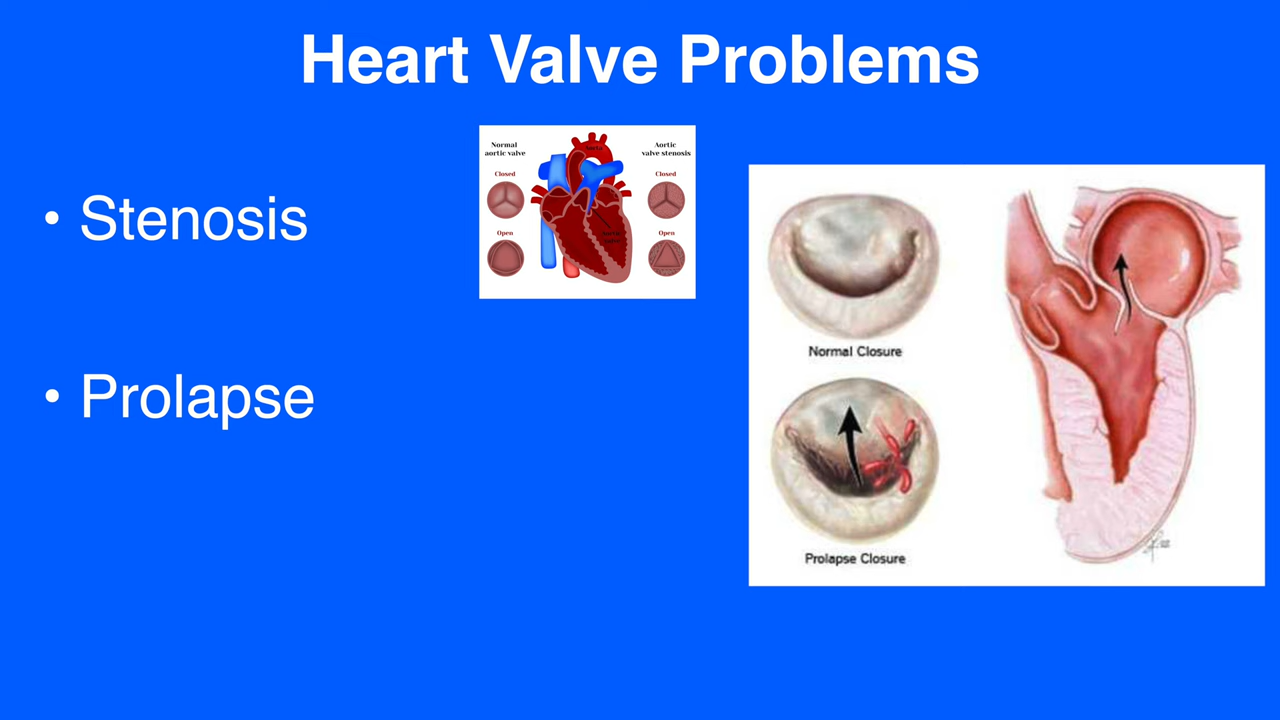 Heart Valve Problems
• Stenosis
• Prolapse
Normal
aortic valve
Closed
Open
Aorta
Aortic
valve stenosis
Closed
Open
Normal Closure
Prolapse Closure